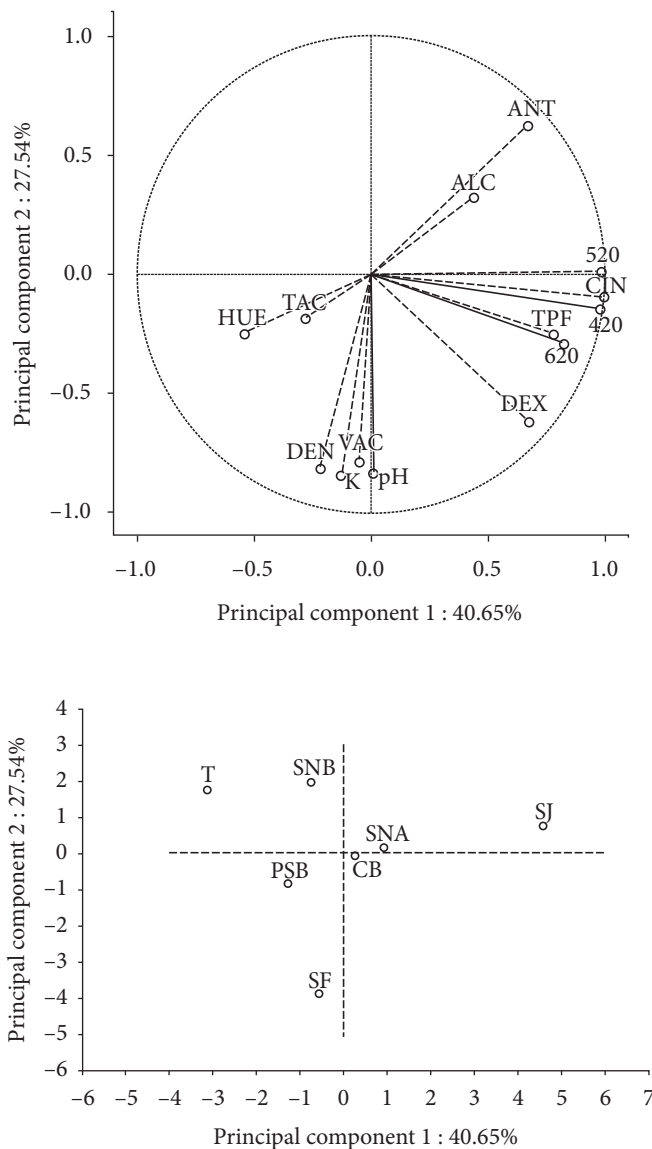 1.0
0.5
0.0
−0.5
−1.0
Principal component 2 : 27.54%
ANT
ALC
520
CIN
420
TPF
620
DEX
TAC
HUE
VAC
DEN
K
pH
−1.0 −0.5 0.0 0.5 1.0
Principal component 1 : 40.65%
4
3
2
1
0
−1
−2
−3
−4
−5
−6
Principal component 2 : 27.54%
T
SNB
SJ
SNA
PSB
CB
SF
−6 −5 −4 −3 −2 −1 0 1 2 3 4 5 6 7
Principal component 1 : 40.65%